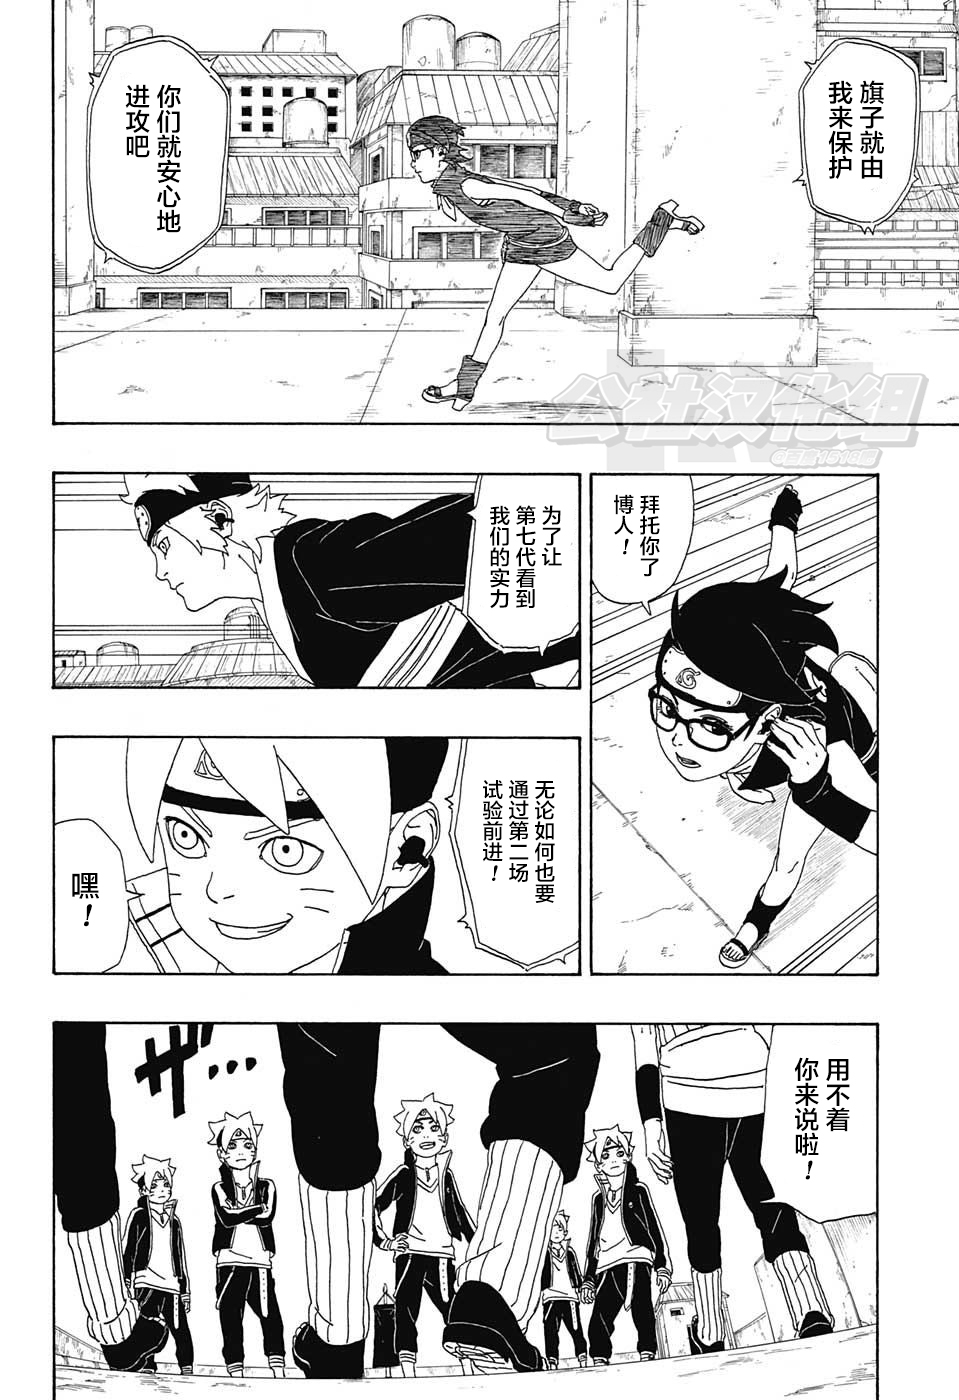 旗子就由
我来保护
你们就安心地
进攻吧
公社汉化组
拜托你了
博人！
为了让
第七代看到
我们的实力
无论如何也要
通过第二场
试验前进！
嘿！
用不着
你来说啦！